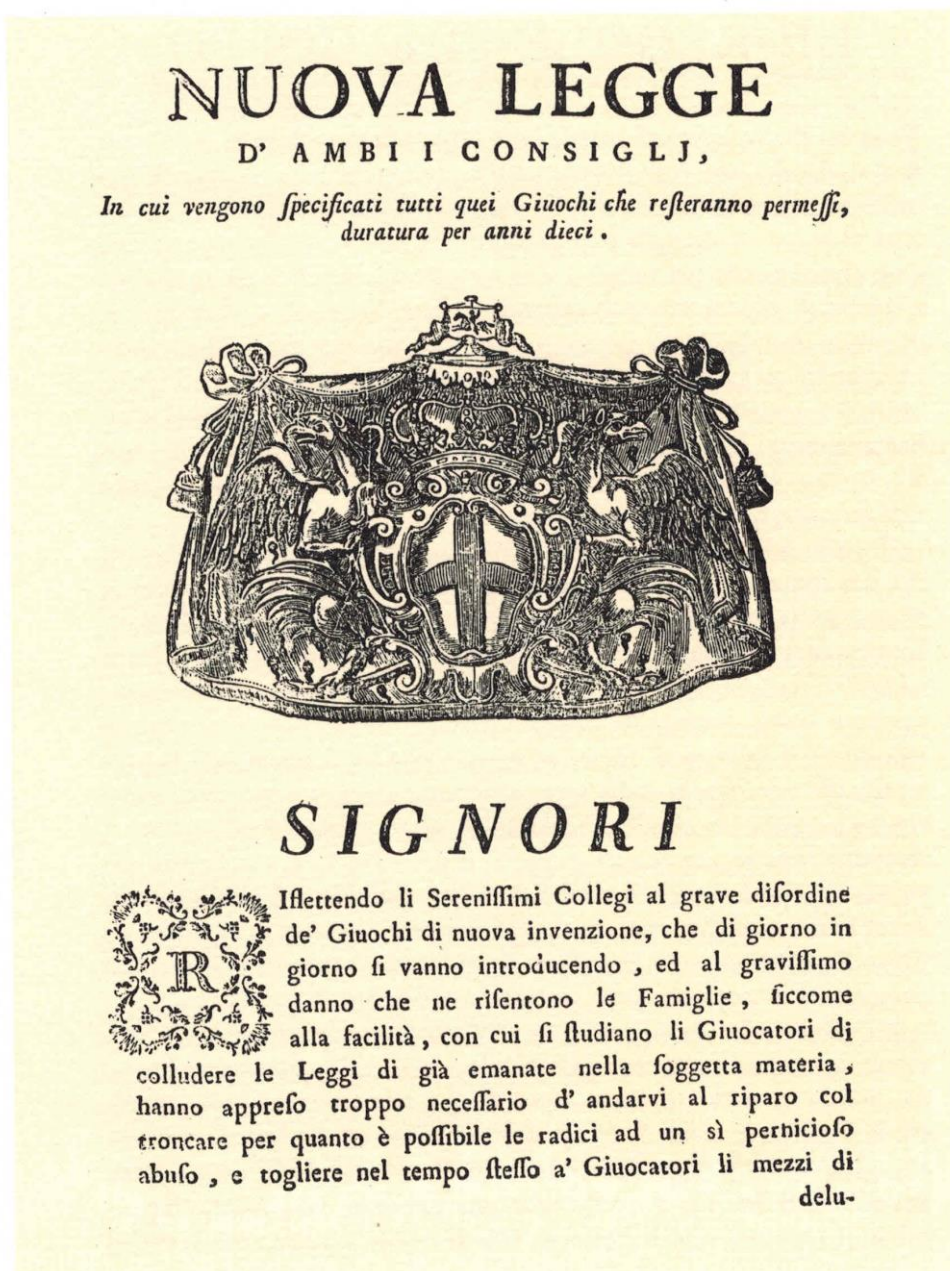 NUOVA LEGGE
D' AMBI I CONSIGLJ,
In cui vengono ſpecificati tutti quei Giuochi che reſteranno permeſſi,
duratura per anni dieci.
SIGNORI
RIflettendo li Sereniſſimi Collegi al grave diſordine
de' Giuochi di nuova invenzione, che di giorno in
giorno ſi vanno introducendo, ed al graviſſimo
danno che ne riſentono le Famiglie, ſiccome
alla facilità, con cui ſi ſtudiano li Giuocatori di
colludere le Leggi di già emanate nella ſoggetta materia,
hanno appreſo troppo neceſſario d' andarvi al riparo col
troncare per quanto è poſſibile le radici ad un sì pernicioſo
abuſo, e togliere nel tempo ſteſſo a' Giuocatori li mezzi di
delu-